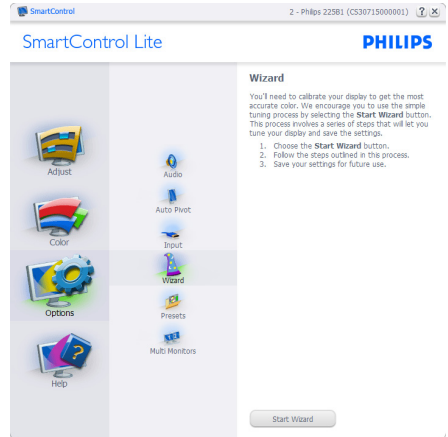 SmartControl
2 - Philips 225B1 (CS30715000001)
SmartControl Lite
PHILIPS
Adjust
Color
Options
Help
Audio
Auto Pivot
Input
Wizard
Presets
Multi Monitors
Wizard
You'll need to calibrate your display to get the most
accurate color. We encourage you to use the simple
tuning process by selecting the Start Wizard button.
This process involves a series of steps that will let you
tune your display and save the settings.
1. Choose the Start Wizard button.
2. Follow the steps outlined in this process.
3. Save your settings for future use.
Start Wizard